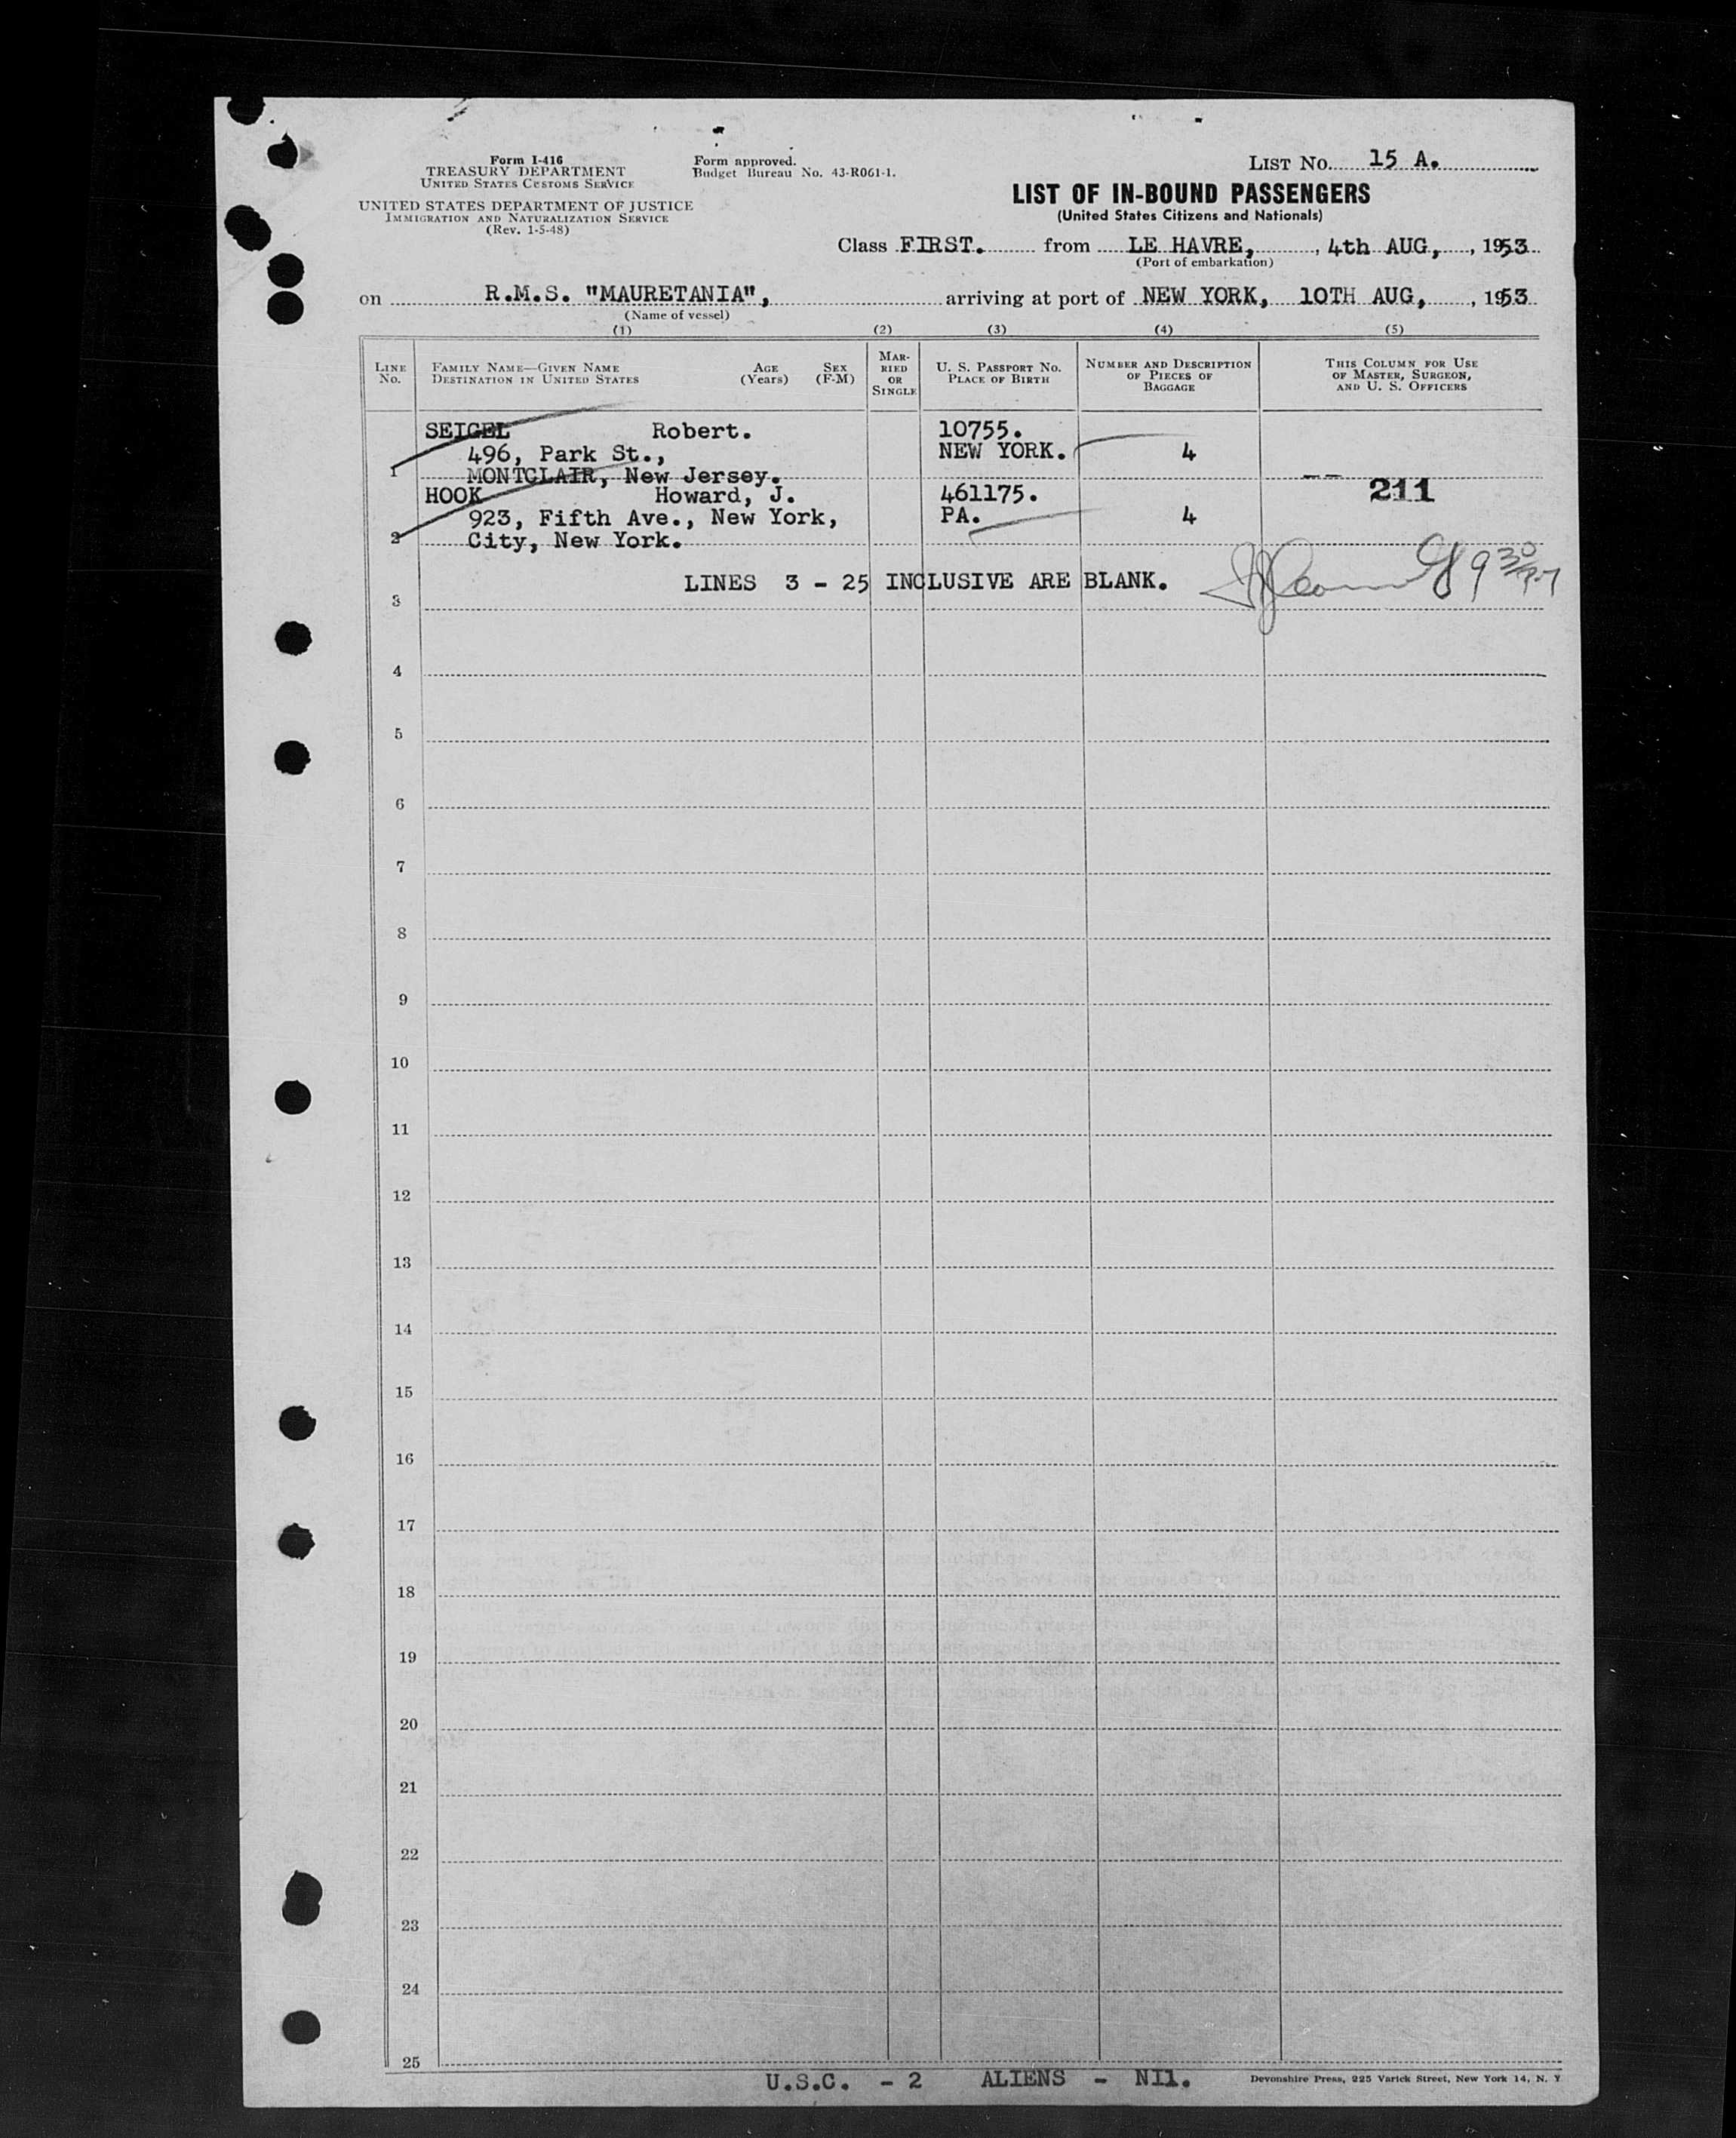 Form I-416
TREASURY DEPARTMENT
UNITED STATES CUSTOMS SERVICE
UNITED STATES DEPARTMENT OF JUSTICE
IMMIGRATION AND NATURALIZATION SERVICE
(Rev. 1-5-48)
Form approved.
Budget Bureau No. 43-R061-1.
LIST NO. 15 A.
LIST OF IN-BOUND PASSENGERS
(United States Citizens and Nationals)
Class FIRST. from LE HAVRE, , 4th AUG, , 1953
(Port of embarkation)
on R.M.S. "MAURETANIA", arriving at port of NEW YORK, 10TH AUG, , 1953
(Name of vessel)
(1) (2) (3) (4) (5)
LINE NO.
FAMILY NAME—GIVEN NAME
DESTINATION IN UNITED STATES
AGE (Years)
SEX (F-M)
MARRIED OR SINGLE
U. S. PASSPORT NO.
PLACE OF BIRTH
NUMBER AND DESCRIPTION OF PIECES OF BAGGAGE
THIS COLUMN FOR USE OF MASTER, SURGEON, AND U. S. OFFICERS
SEIGEL Robert. 10755.
496, Park St., NEW YORK. 4
1 MONTCLAIR, New Jersey.
HOOK Howard, J. 461175. 211
923, Fifth Ave., New York, PA. 4
2 City, New York.
LINES 3 - 25 INCLUSIVE ARE BLANK. 9 30
3
4
5
6
7
8
9
10
11
12
13
14
15
16
17
18
19
20
21
22
23
24
25
U.S.C. - 2 ALIENS - NIl.
Devonshire Press, 225 Varick Street, New York 14, N. Y